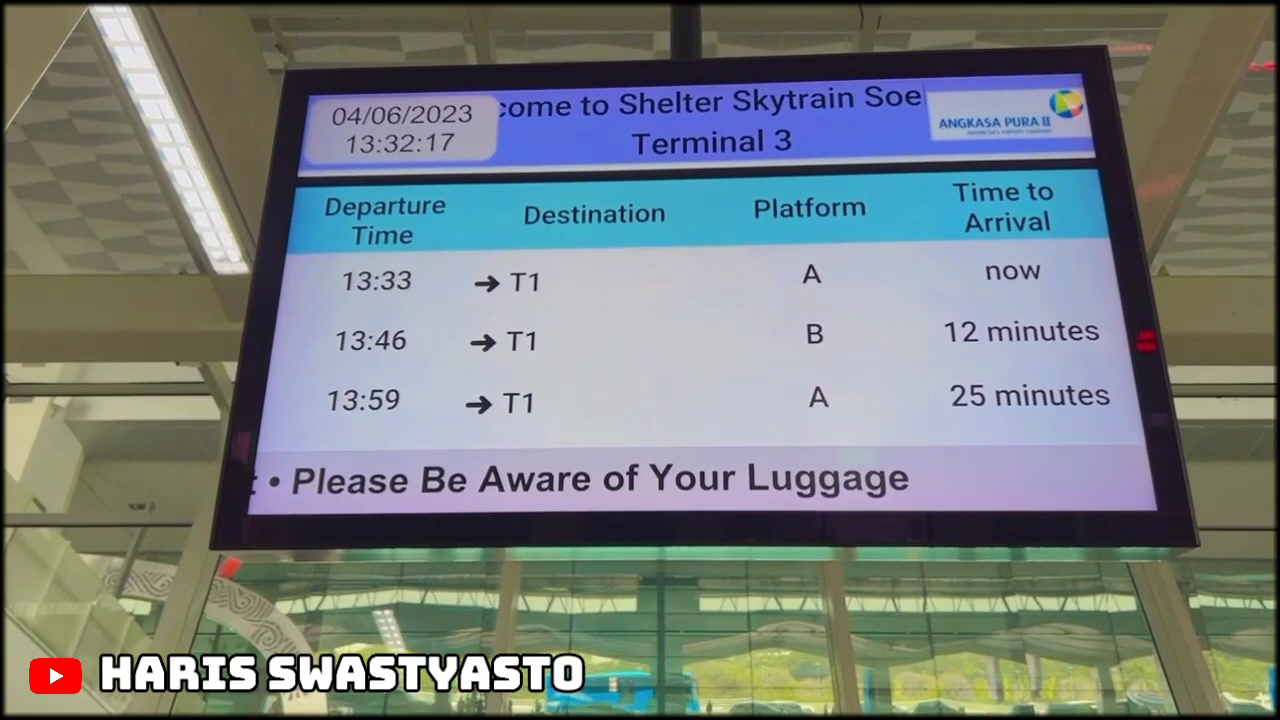 04/06/2023
13:32:17
come to Shelter Skytrain Soe
Terminal 3
ANGKASA PURA II
Departure Time Destination Platform Time to Arrival
13:33 → T1 A now
13:46 → T1 B 12 minutes
13:59 → T1 A 25 minutes
• Please Be Aware of Your Luggage
HARIS SWASTYASTO